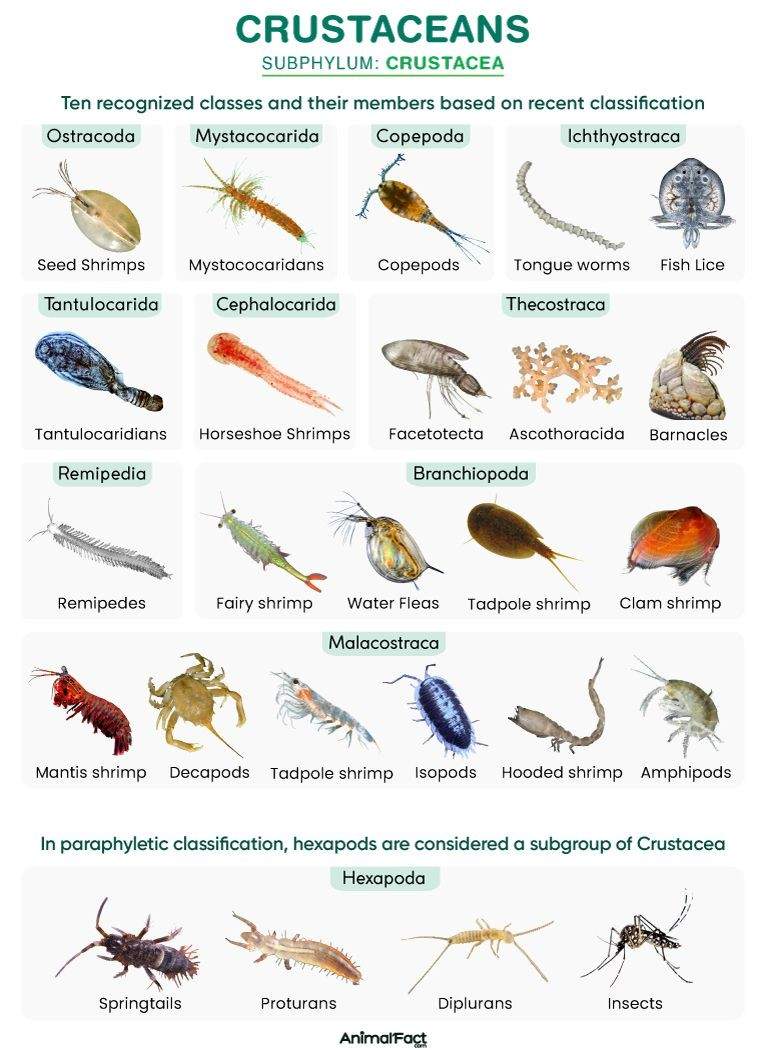 CRUSTACEANS
SUBPHYLUM: CRUSTACEA
Ten recognized classes and their members based on recent classification
Ostracoda
Mystacocarida
Copepoda
Ichthyostraca
Seed Shrimps
Mystococaridans
Copepods
Tongue worms
Fish Lice
Tantulocarida
Cephalocarida
Thecostraca
Tantulocaridians
Horseshoe Shrimps
Facetotecta
Ascothoracida
Barnacles
Remipedia
Branchiopoda
Remipedes
Fairy shrimp
Water Fleas
Tadpole shrimp
Clam shrimp
Malacostraca
Mantis shrimp
Decapods
Tadpole shrimp
Isopods
Hooded shrimp
Amphipods
In paraphyletic classification, hexapods are considered a subgroup of Crustacea
Hexapoda
Springtails
Proturans
Diplurans
Insects
AnimalFact
.com